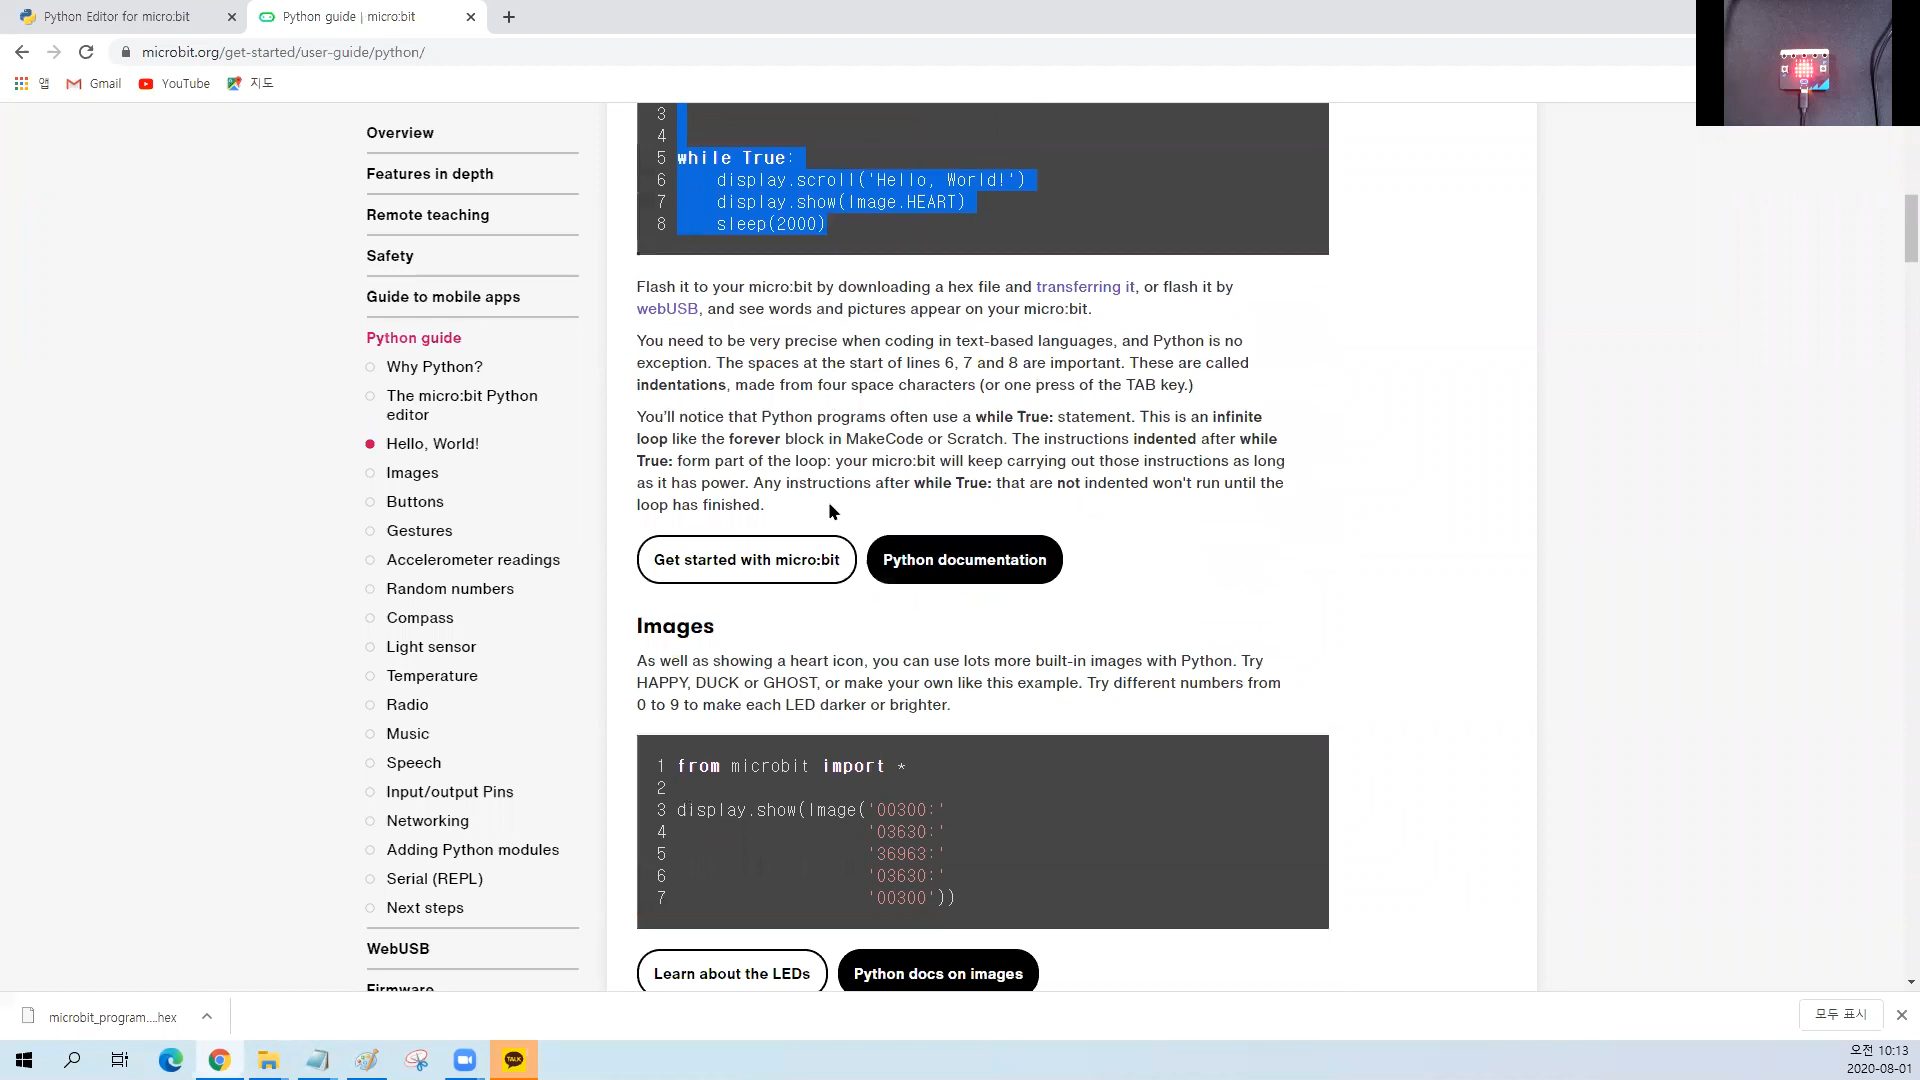 Python Editor for micro:bit
Python guide | micro:bit
microbit.org/get-started/user-guide/python/
앱
Gmail
YouTube
지도
Overview
Features in depth
Remote teaching
Safety
Guide to mobile apps
Python guide
Why Python?
The micro:bit Python
editor
Hello, World!
Images
Buttons
Gestures
Accelerometer readings
Random numbers
Compass
Light sensor
Temperature
Radio
Music
Speech
Input/output Pins
Networking
Adding Python modules
Serial (REPL)
Next steps
WebUSB
Firmware
3
4
5 while True:
6 display.scroll('Hello, World!')
7 display.show(Image.HEART)
8 sleep(2000)
Flash it to your micro:bit by downloading a hex file and transferring it, or flash it by
webUSB, and see words and pictures appear on your micro:bit.
You need to be very precise when coding in text-based languages, and Python is no
exception. The spaces at the start of lines 6, 7 and 8 are important. These are called
indentations, made from four space characters (or one press of the TAB key.)
You’ll notice that Python programs often use a while True: statement. This is an infinite
loop like the forever block in MakeCode or Scratch. The instructions indented after while
True: form part of the loop: your micro:bit will keep carrying out those instructions as long
as it has power. Any instructions after while True: that are not indented won't run until the
loop has finished.
Get started with micro:bit
Python documentation
Images
As well as showing a heart icon, you can use lots more built-in images with Python. Try
HAPPY, DUCK or GHOST, or make your own like this example. Try different numbers from
0 to 9 to make each LED darker or brighter.
1 from microbit import *
2
3 display.show(Image('00300:'
4 '03630:'
5 '36963:'
6 '03630:'
7 '00300'))
Learn about the LEDs
Python docs on images
microbit_program....hex
모두 표시
TALK
오전 10:13
2020-08-01